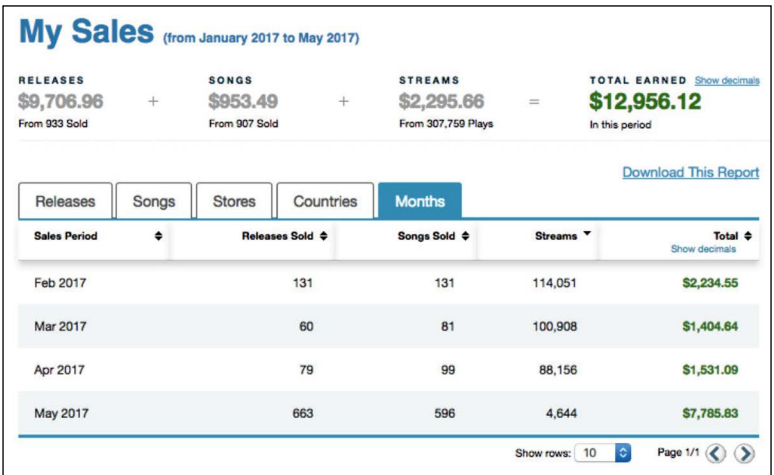 My Sales (from January 2017 to May 2017)
RELEASES SONGS STREAMS TOTAL EARNED Show decimals
$9,706.96 + $953.49 + $2,295.66 = $12,956.12
From 933 Sold From 907 Sold From 307,759 Plays In this period
Download This Report
Releases Songs Stores Countries Months
Sales Period Releases Sold Songs Sold Streams Total
Show decimals
Feb 2017 131 131 114,051 $2,234.55
Mar 2017 60 81 100,908 $1,404.64
Apr 2017 79 99 88,156 $1,531.09
May 2017 663 596 4,644 $7,785.83
Show rows: 10 Page 1/1